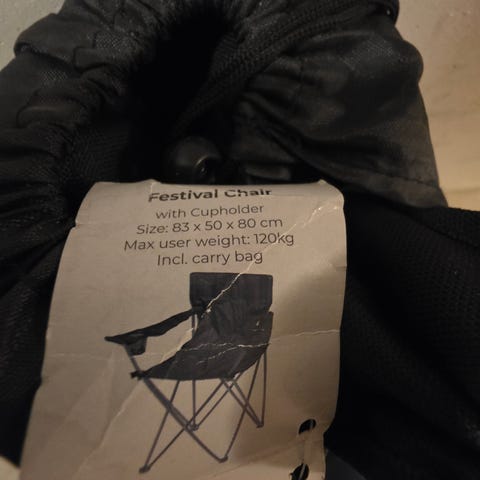 Festival Chair
with Cupholder
Size: 83 x 50 x 80 cm
Max user weight: 120kg
Incl. carry bag